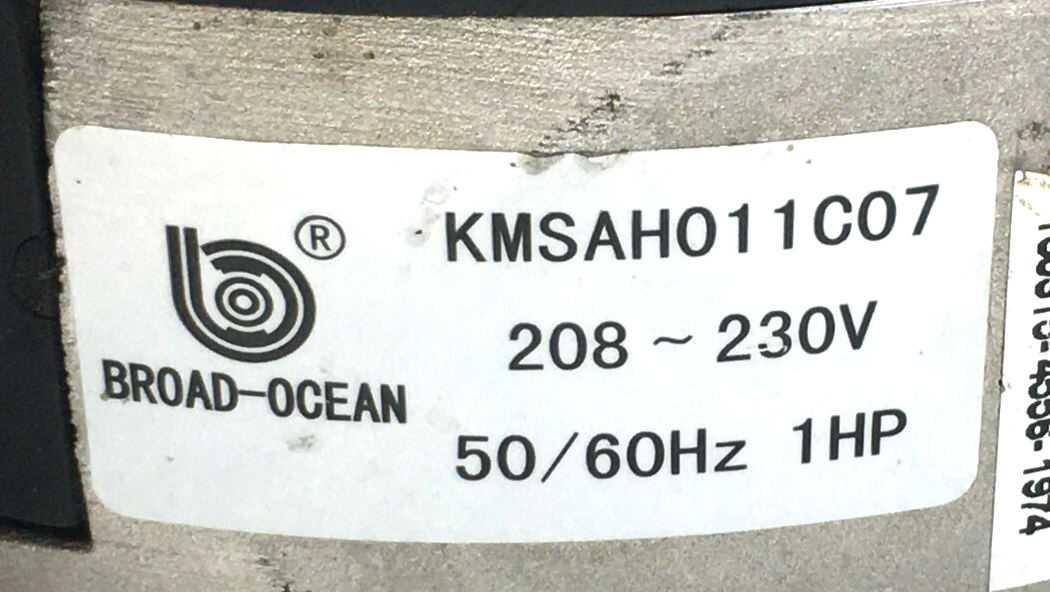 ®
BROAD-OCEAN
KMSAH011C07
208 ~ 230V
50/60Hz 1HP